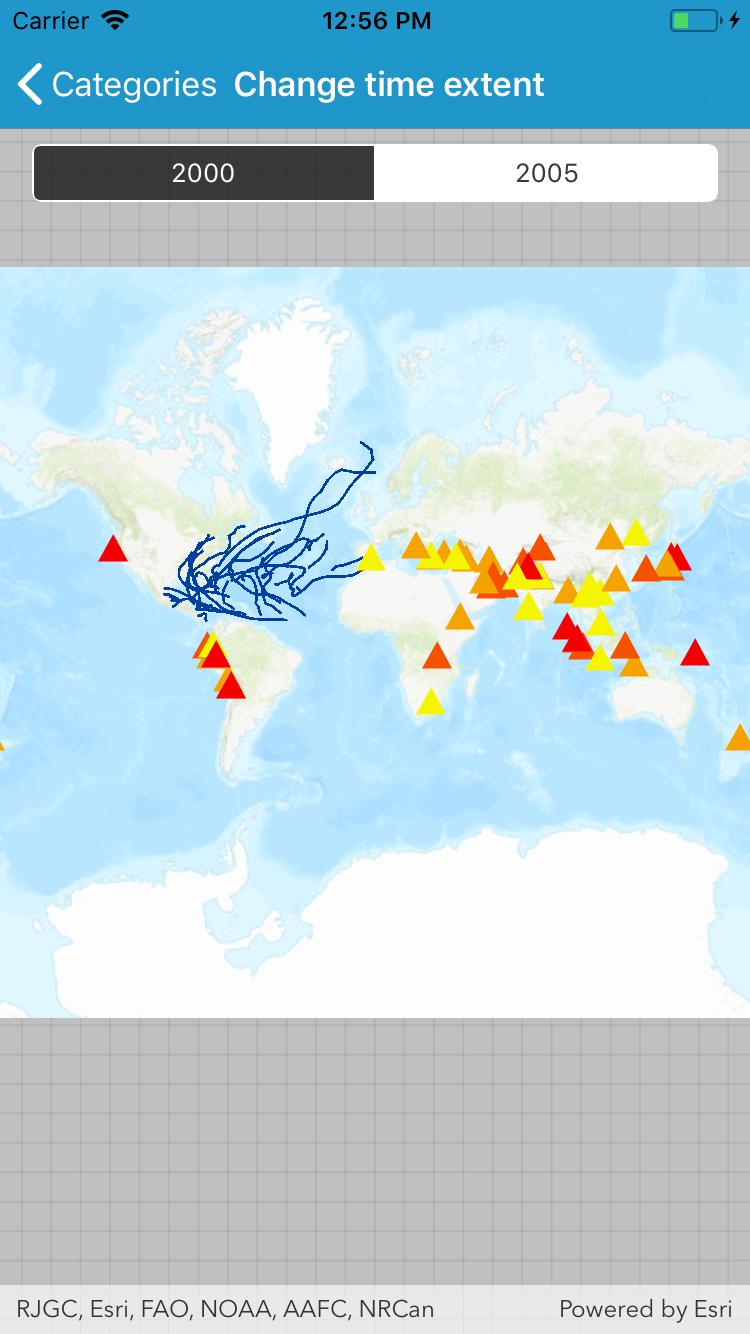 Carrier 12:56 PM
Categories Change time extent
2000 2005
RJGC, Esri, FAO, NOAA, AAFC, NRCan Powered by Esri